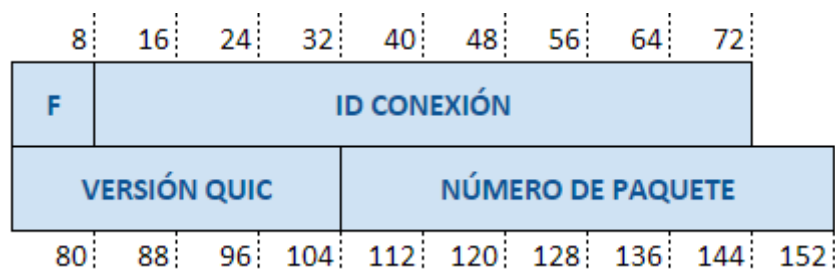 8 16 24 32 40 48 56 64 72
F ID CONEXIÓN
VERSIÓN QUIC NÚMERO DE PAQUETE
80 88 96 104 112 120 128 136 144 152